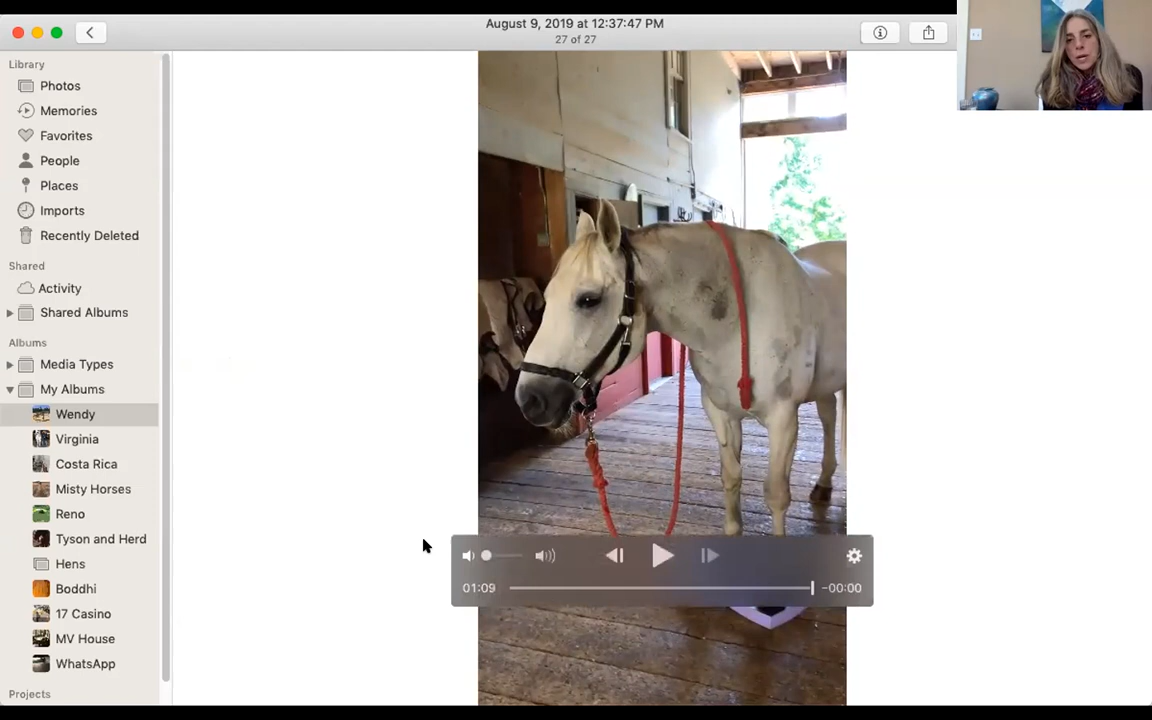 August 9, 2019 at 12:37:47 PM
27 of 27
Library
Photos
Memories
Favorites
People
Places
Imports
Recently Deleted
Shared
Activity
Shared Albums
Albums
Media Types
My Albums
Wendy
Virginia
Costa Rica
Misty Horses
Reno
Tyson and Herd
Hens
Boddhi
17 Casino
MV House
WhatsApp
Projects
01:09
-00:00